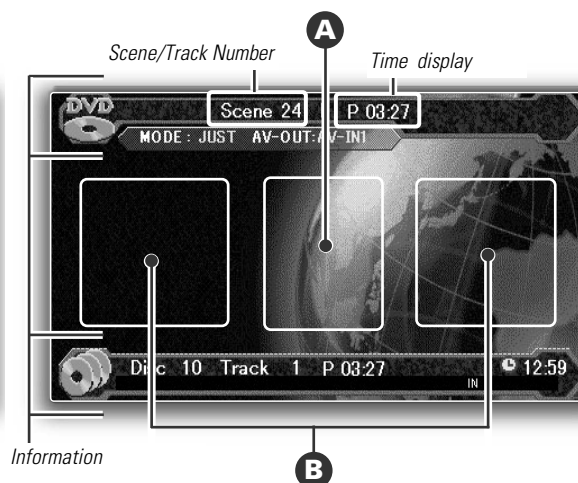 A
Scene/Track Number
Time display
DVD
Scene 24
P 03:27
MODE : JUST AV-OUT:AV-IN1
Disc 10 Track 1 P 03:27
IN
12:59
Information
B